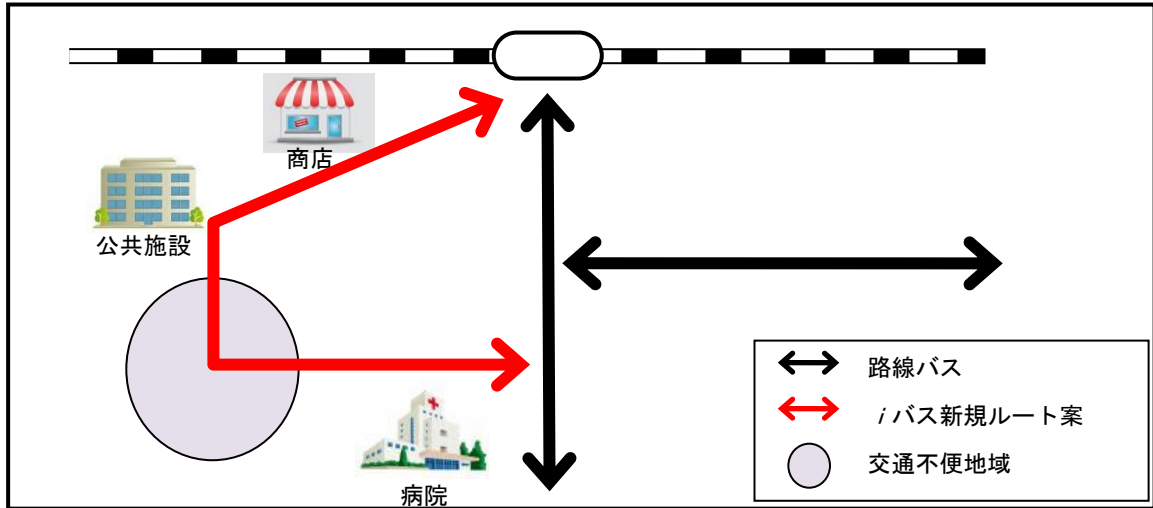 商店
公共施設
病院
路線バス
iバス新規ルート案
交通不便地域